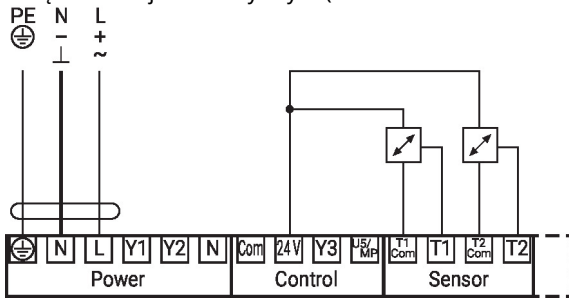 PE N L
- +
⊥ ~
N L Y1 Y2 N Com 24V Y3 U5/MP T1 Com T1 T2 Com T2
Power Control Sensor